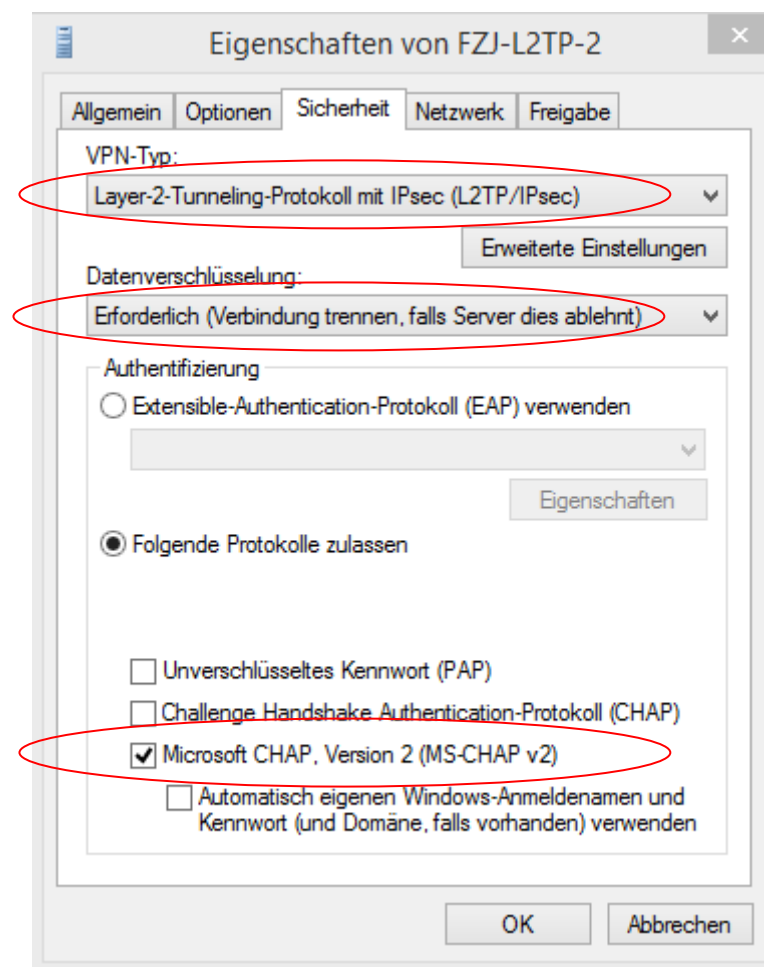 Eigenschaften von FZJ-L2TP-2
Allgemein Optionen Sicherheit Netzwerk Freigabe
VPN-Typ:
Layer-2-Tunneling-Protokoll mit IPsec (L2TP/IPsec)
Erweiterte Einstellungen
Datenverschlüsselung:
Erforderlich (Verbindung trennen, falls Server dies ablehnt)
Authentifizierung
Extensible-Authentication-Protokoll (EAP) verwenden
Eigenschaften
Folgende Protokolle zulassen
Unverschlüsseltes Kennwort (PAP)
Challenge Handshake Authentication-Protokoll (CHAP)
Microsoft CHAP, Version 2 (MS-CHAP v2)
Automatisch eigenen Windows-Anmeldenamen und
Kennwort (und Domäne, falls vorhanden) verwenden
OK Abbrechen